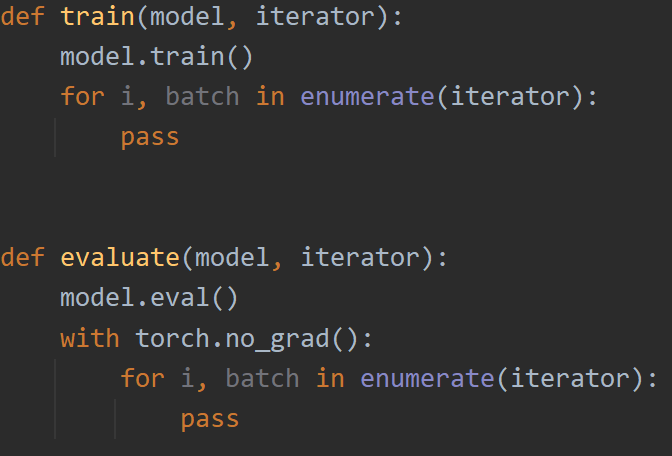 def train(model, iterator):
    model.train()
    for i, batch in enumerate(iterator):
        pass
def evaluate(model, iterator):
    model.eval()
    with torch.no_grad():
        for i, batch in enumerate(iterator):
            pass